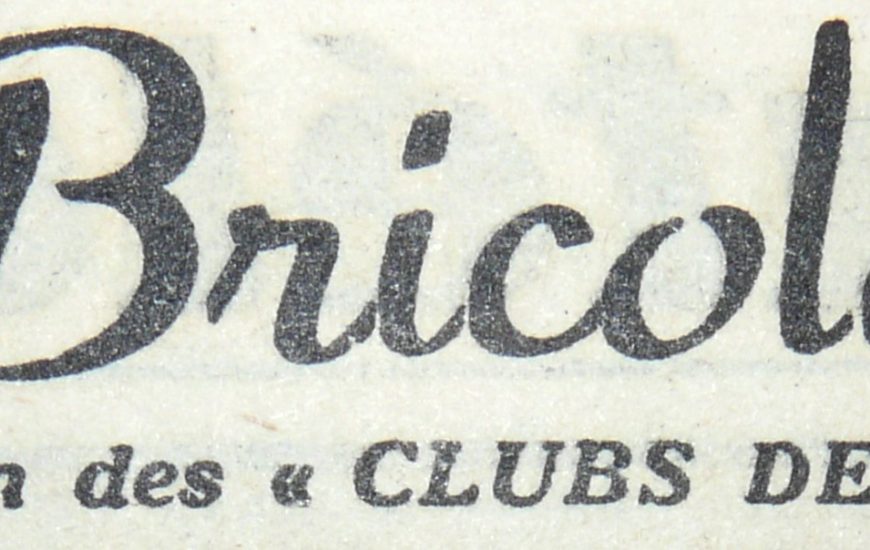 Bricol
n des « CLUBS DE